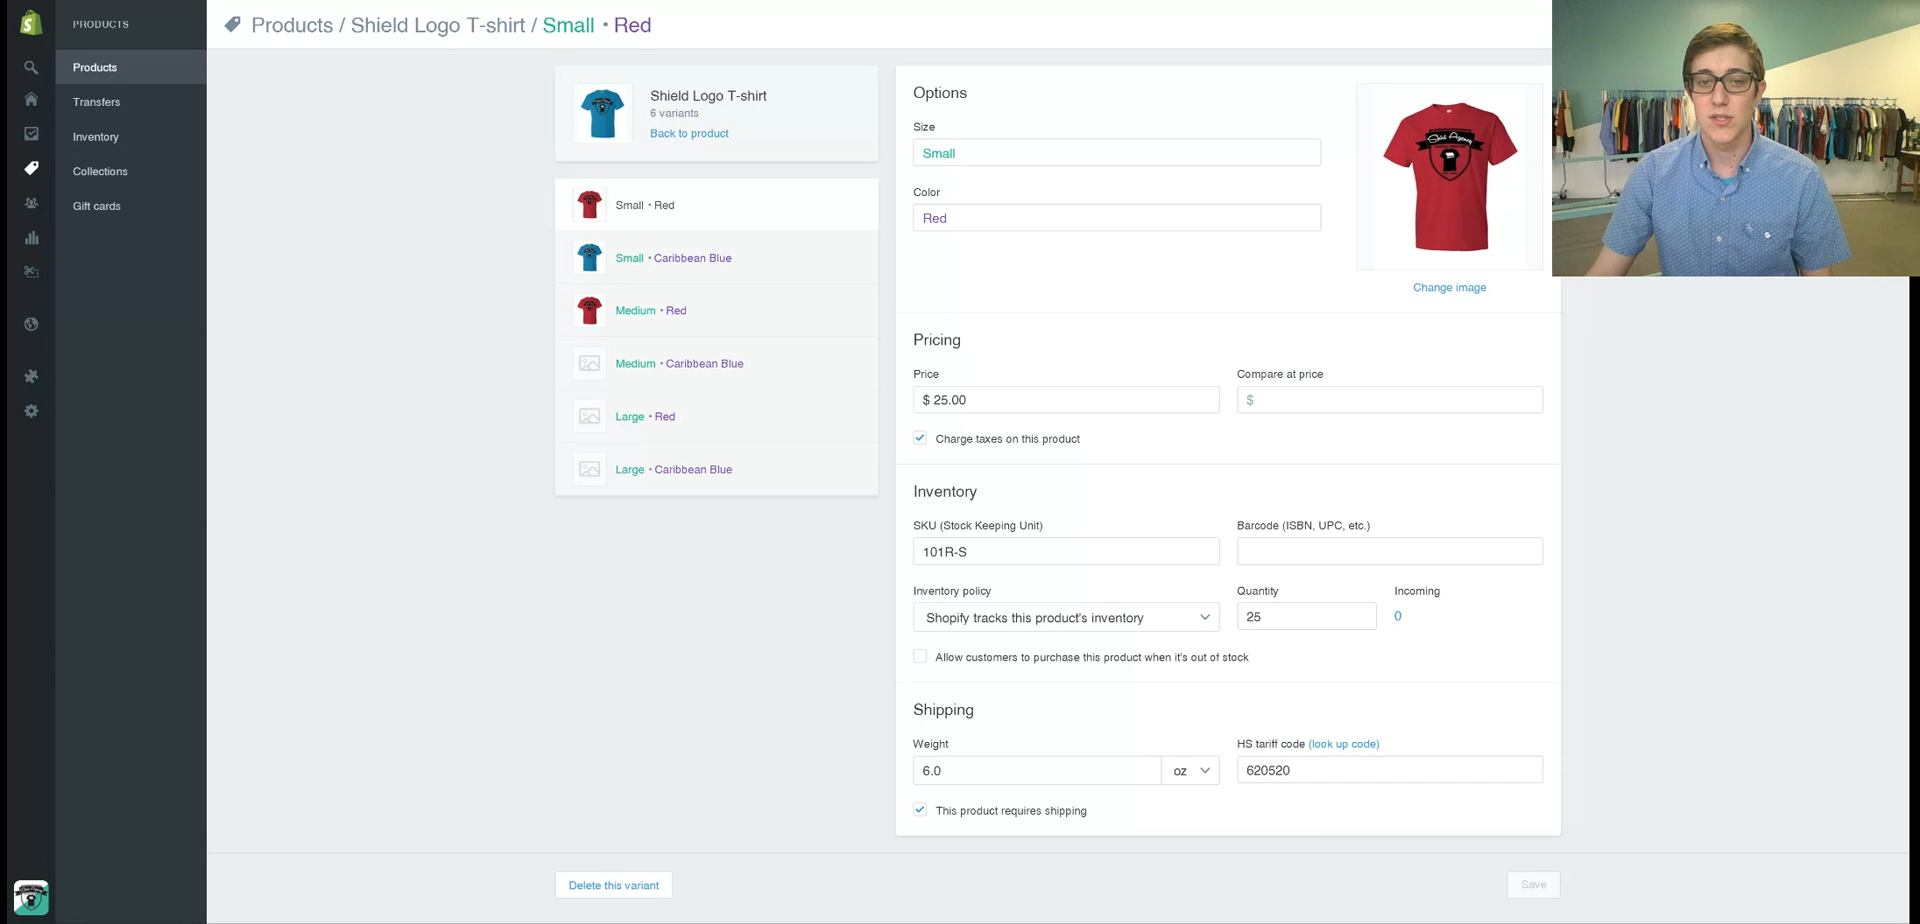 PRODUCTS
Products
Transfers
Inventory
Collections
Gift cards
Products / Shield Logo T-shirt / Small • Red
Shield Logo T-shirt
6 variants
Back to product
Small • Red
Small • Caribbean Blue
Medium • Red
Medium • Caribbean Blue
Large • Red
Large • Caribbean Blue
Options
Size
Small
Color
Red
Change image
Pricing
Price
$ 25.00
Compare at price
$
Charge taxes on this product
Inventory
SKU (Stock Keeping Unit)
101R-S
Barcode (ISBN, UPC, etc.)
Inventory policy
Shopify tracks this product's inventory
Quantity
25
Incoming
0
Allow customers to purchase this product when it's out of stock
Shipping
Weight
6.0
oz
HS tariff code (look up code)
620520
This product requires shipping
Delete this variant
Save